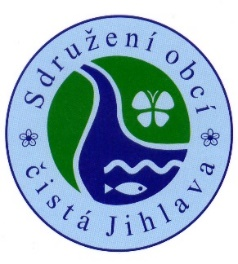 Sdružení obcí
čistá Jihlava